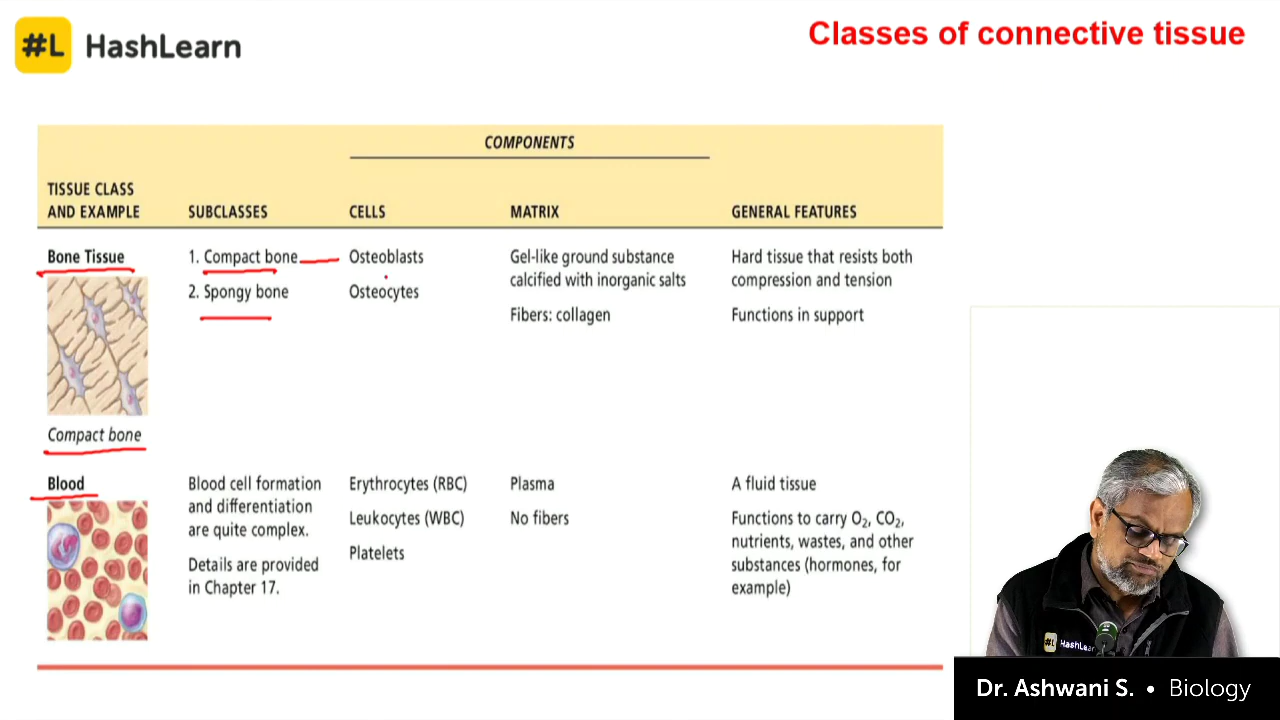 #L HashLearn
Classes of connective tissue
COMPONENTS
TISSUE CLASS
AND EXAMPLE
SUBCLASSES
CELLS
MATRIX
GENERAL FEATURES
Bone Tissue
1. Compact bone
2. Spongy bone
Osteoblasts
Osteocytes
Gel-like ground substance
calcified with inorganic salts
Fibers: collagen
Hard tissue that resists both
compression and tension
Functions in support
Compact bone
Blood
Blood cell formation
and differentiation
are quite complex.
Details are provided
in Chapter 17.
Erythrocytes (RBC)
Leukocytes (WBC)
Platelets
Plasma
No fibers
A fluid tissue
Functions to carry O₂, CO₂,
nutrients, wastes, and other
substances (hormones, for
example)
#L HashLearn
Dr. Ashwani S. • Biology